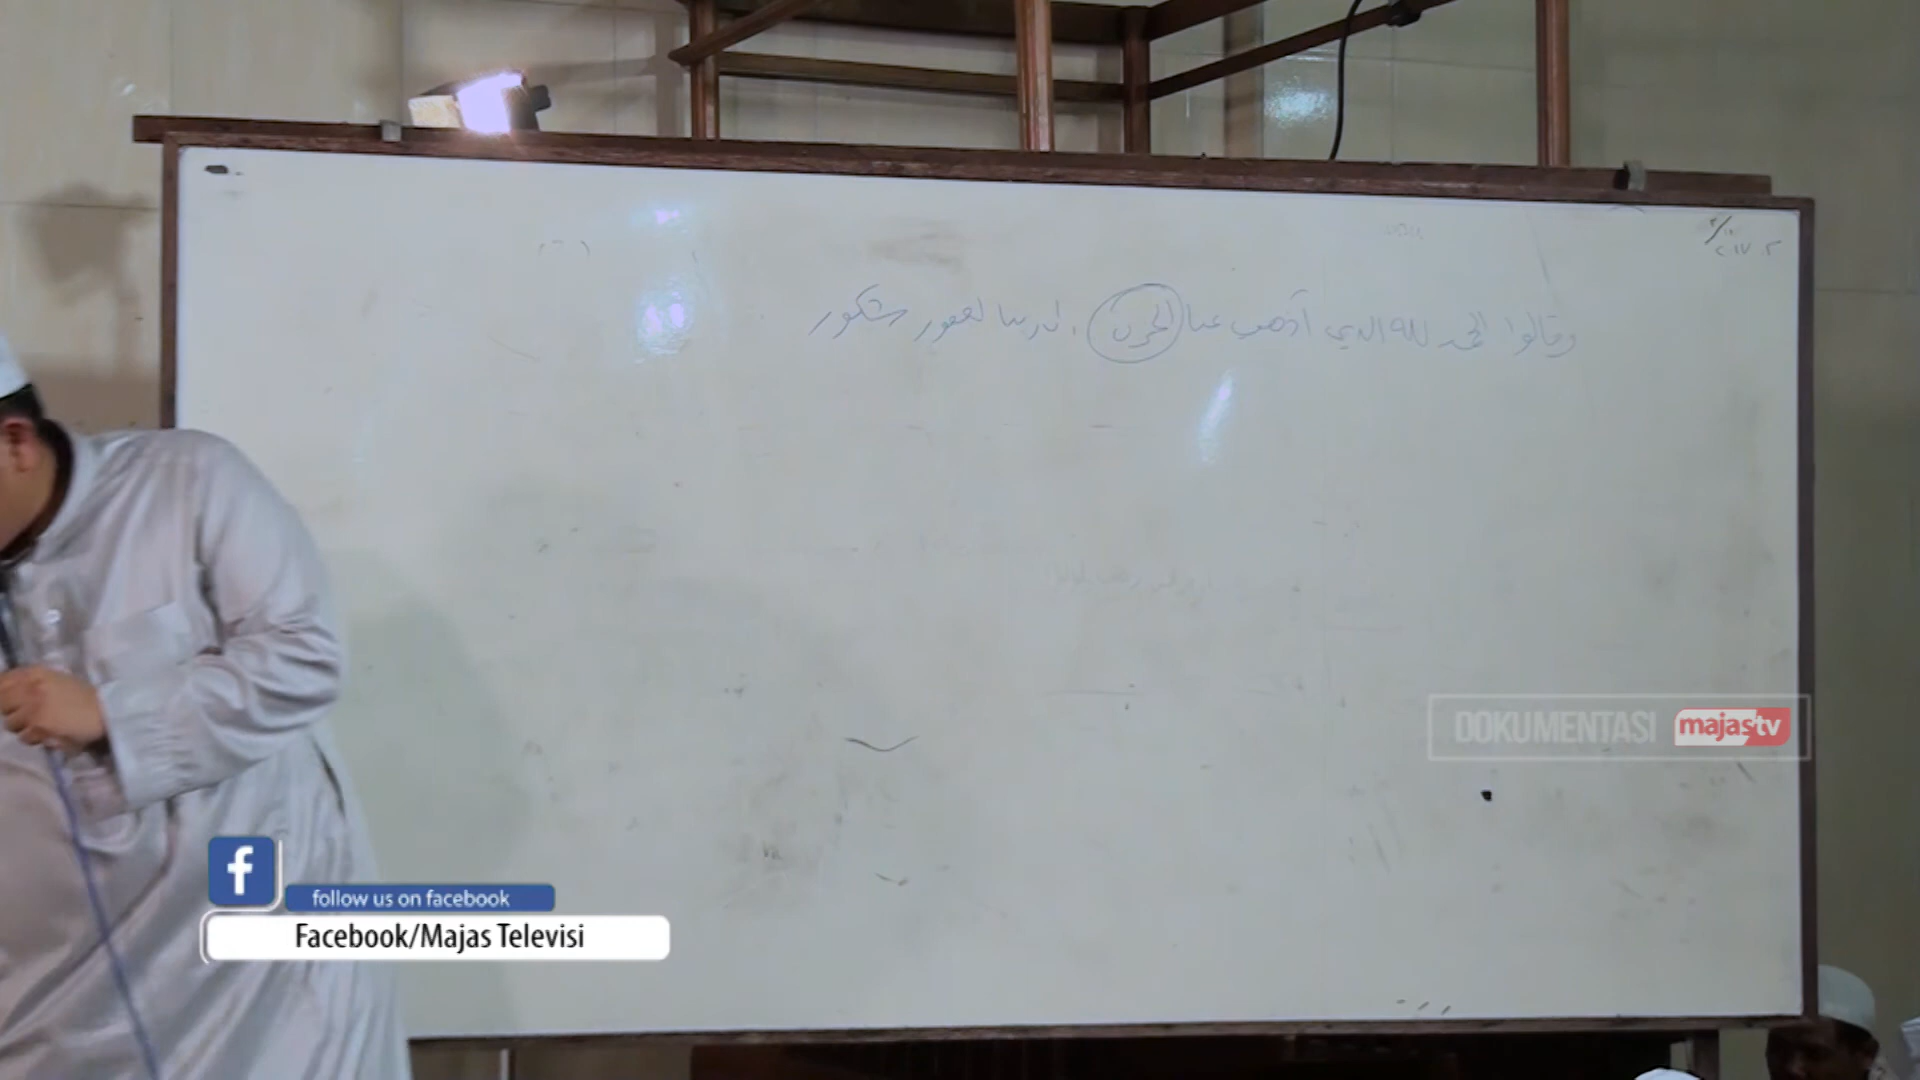 وقالوا الحمد لله الذي أذهب عنا الحزن . إن ربنا لغفور شكور
DOKUMENTASI majastv
follow us on facebook
Facebook/Majas Televisi